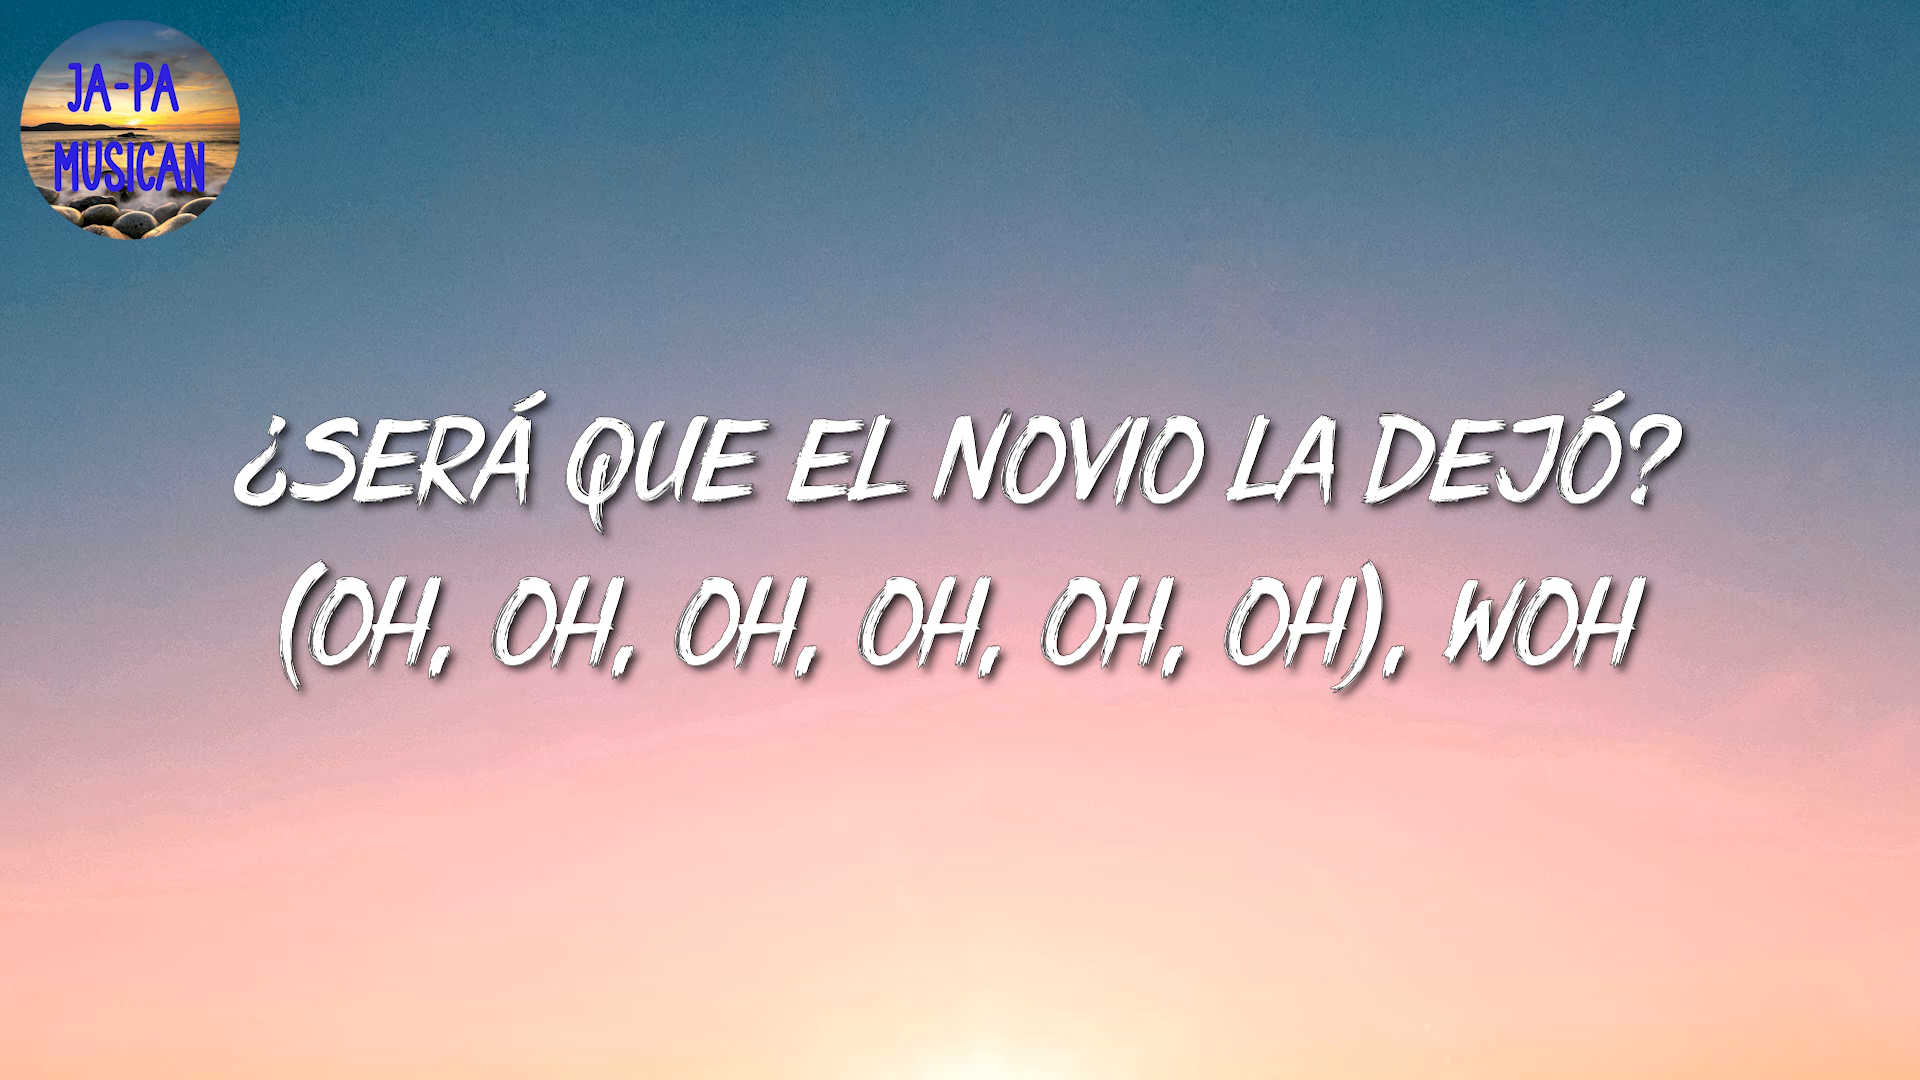 JA-PA
MUSICAN
¿SERÁ QUE EL NOVIO LA DEJÓ?
(OH, OH, OH, OH, OH, OH), WOH